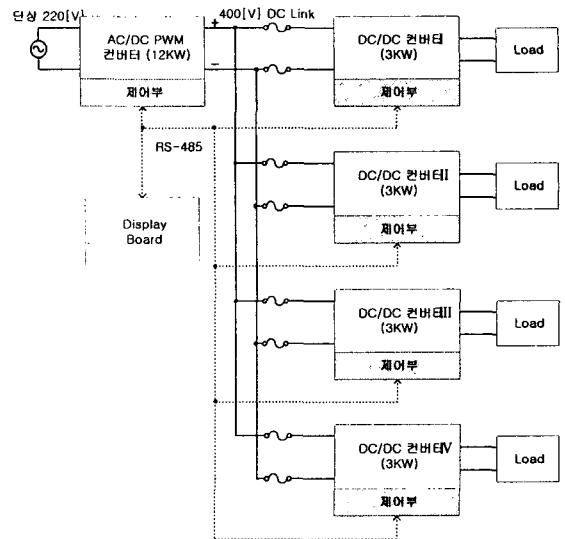 단상 220[V]
400[V] DC Link
+
−
AC/DC PWM
컨버터 (12KW)
제어부
RS-485
Display
Board
DC/DC 컨버터
(3KW)
제어부
Load
DC/DC 컨버터II
(3KW)
제어부
Load
DC/DC 컨버터III
(3KW)
제어부
Load
DC/DC 컨버터IV
(3KW)
제어부
Load